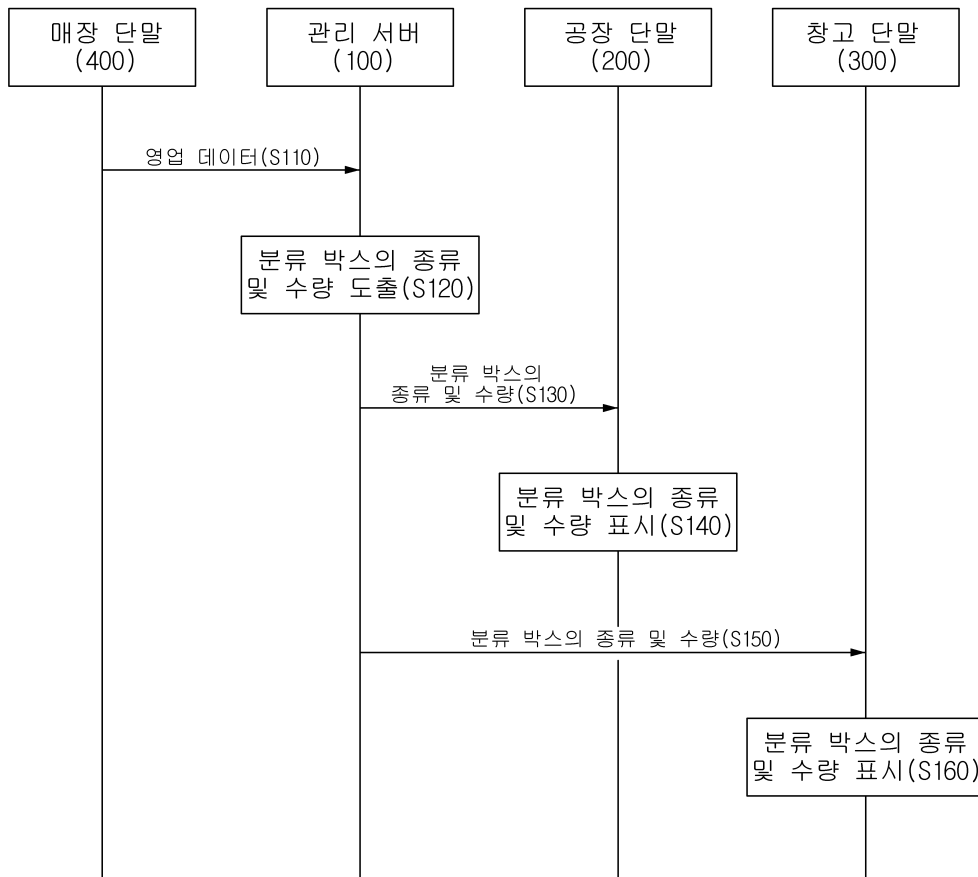 매장 단말
(400)
관리 서버
(100)
공장 단말
(200)
창고 단말
(300)
영업 데이터(S110)
분류 박스의 종류
및 수량 도출(S120)
분류 박스의
종류 및 수량(S130)
분류 박스의 종류
및 수량 표시(S140)
분류 박스의 종류 및 수량(S150)
분류 박스의 종류
및 수량 표시(S160)